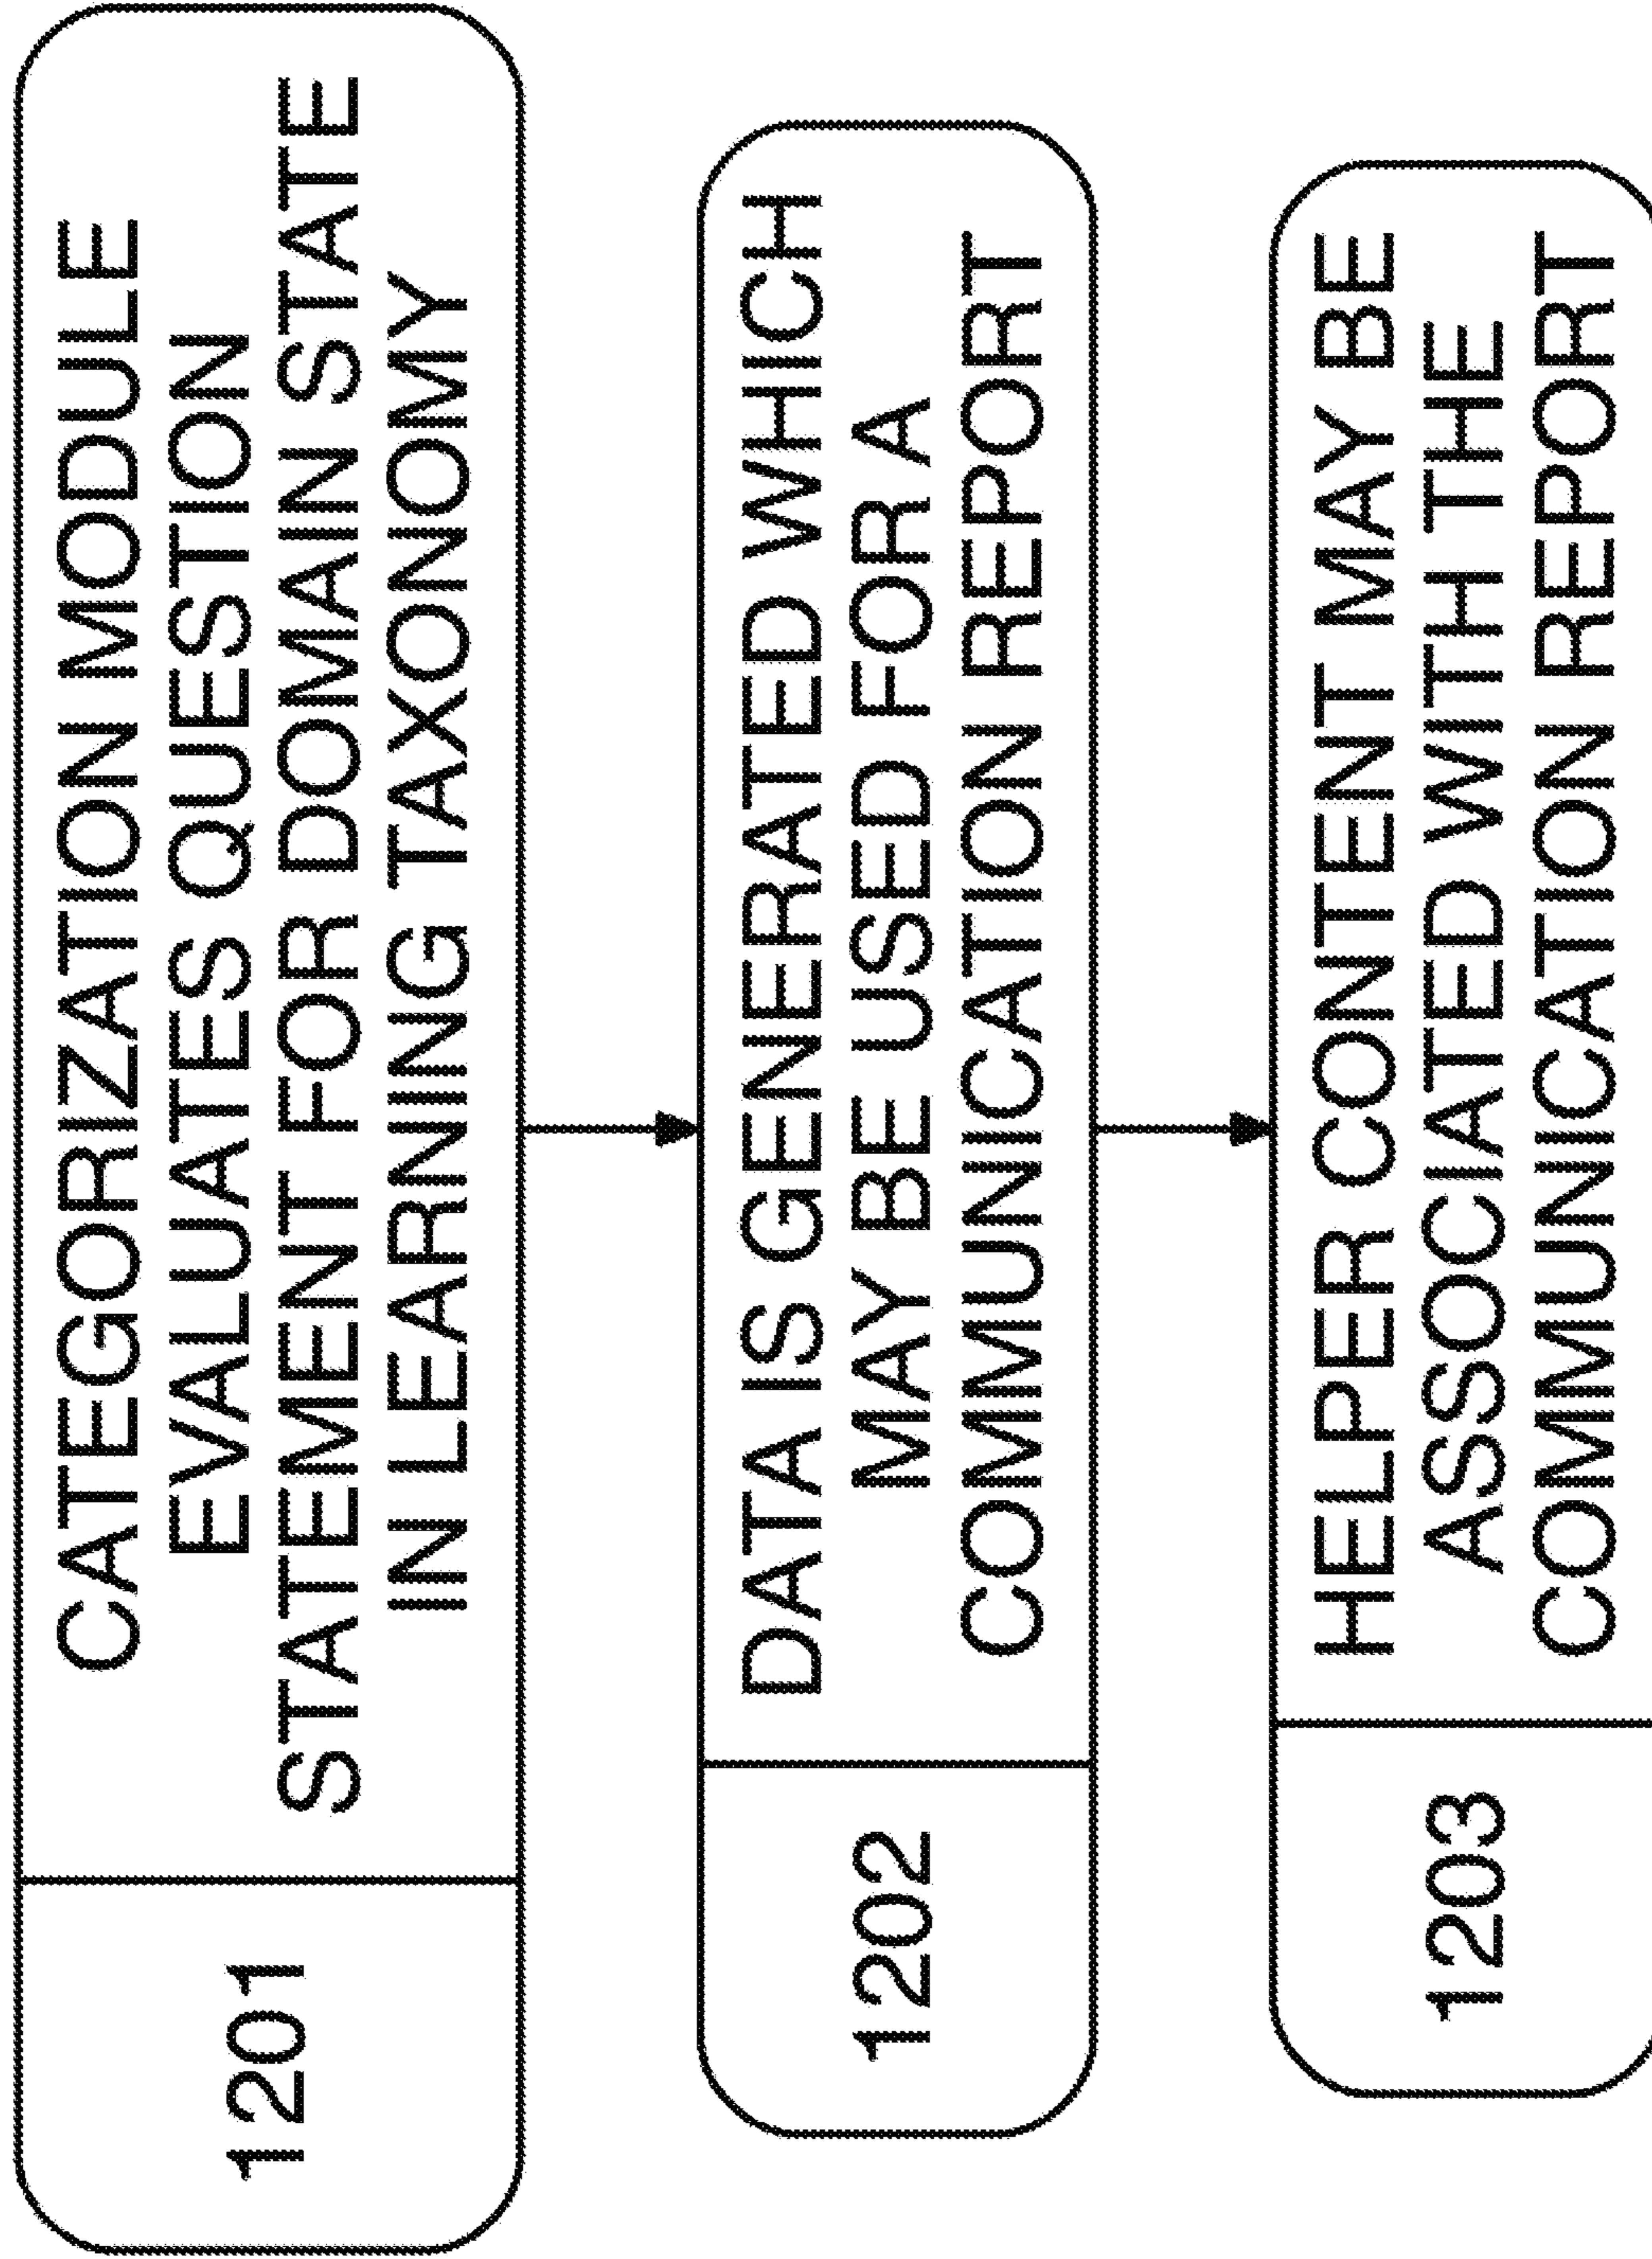 1201
CATEGORIZATION MODULE
EVALUATES QUESTION
STATEMENT FOR DOMAIN STATE
IN LEARNING TAXONOMY
1202
DATA IS GENERATED WHICH
MAY BE USED FOR A
COMMUNICATION REPORT
1203
HELPER CONTENT MAY BE
ASSOCIATED WITH THE
COMMUNICATION REPORT